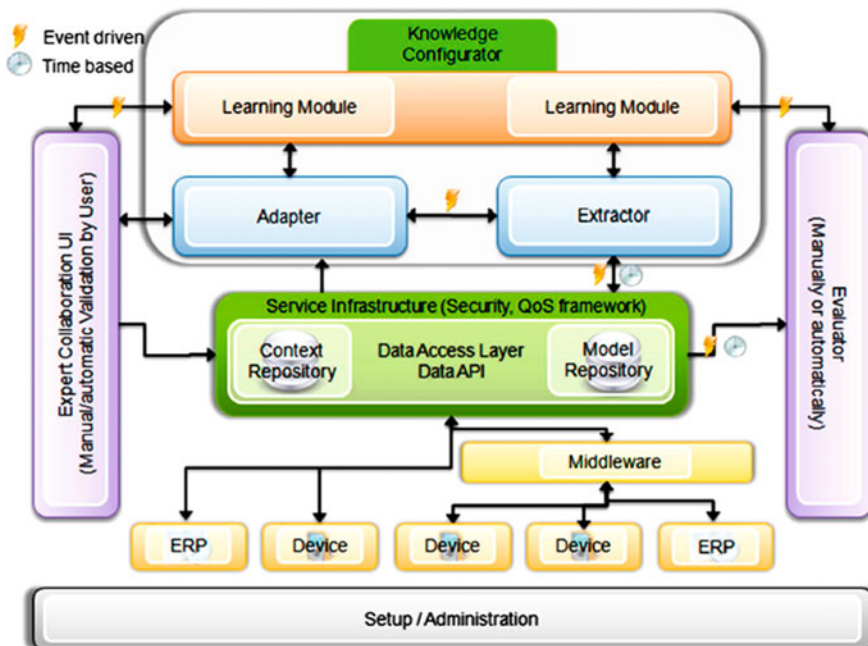 Event driven
Time based
Knowledge
Configurator
Learning Module
Learning Module
Adapter
Extractor
Expert Collaboration UI
(Manual/automatic Validation by User)
Evaluator
(Manually or automatically)
Service Infrastructure (Security, QoS framework)
Context
Repository
Data Access Layer
Data API
Model
Repository
Middleware
ERP
Device
Device
Device
ERP
Setup / Administration